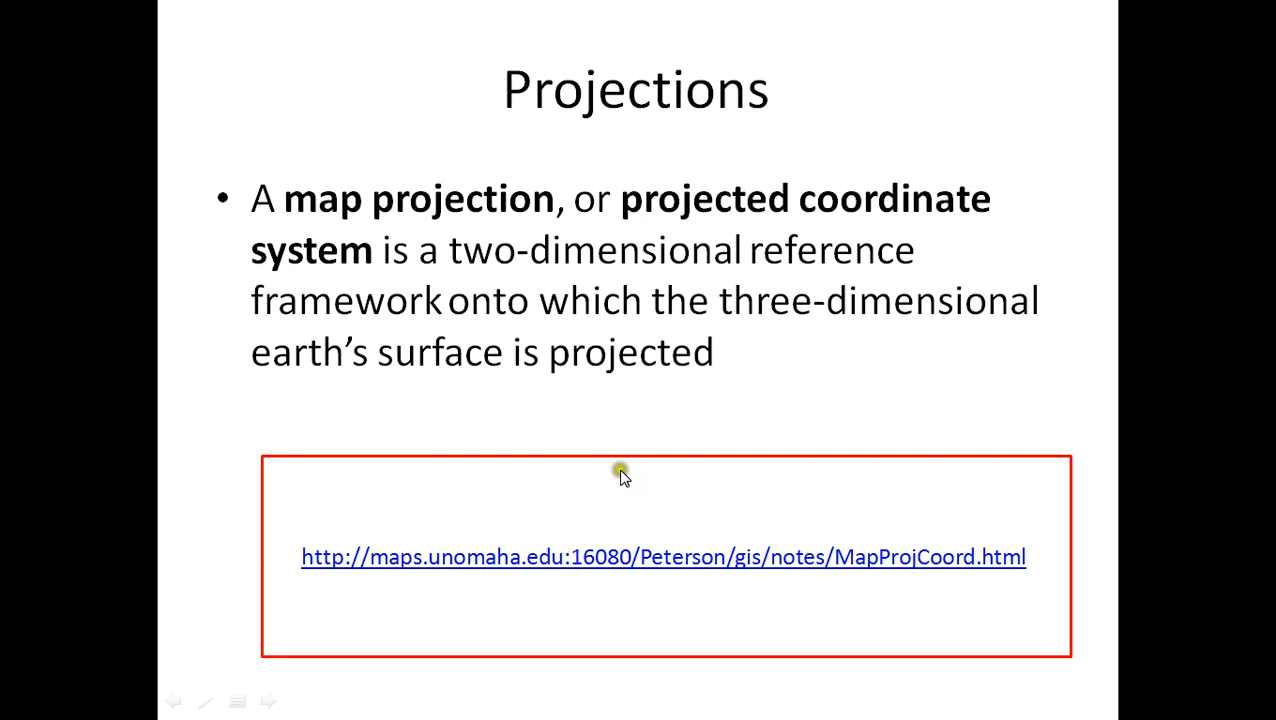 Projections
• A map projection, or projected coordinate
system is a two-dimensional reference
framework onto which the three-dimensional
earth’s surface is projected
http://maps.unomaha.edu:16080/Peterson/gis/notes/MapProjCoord.html